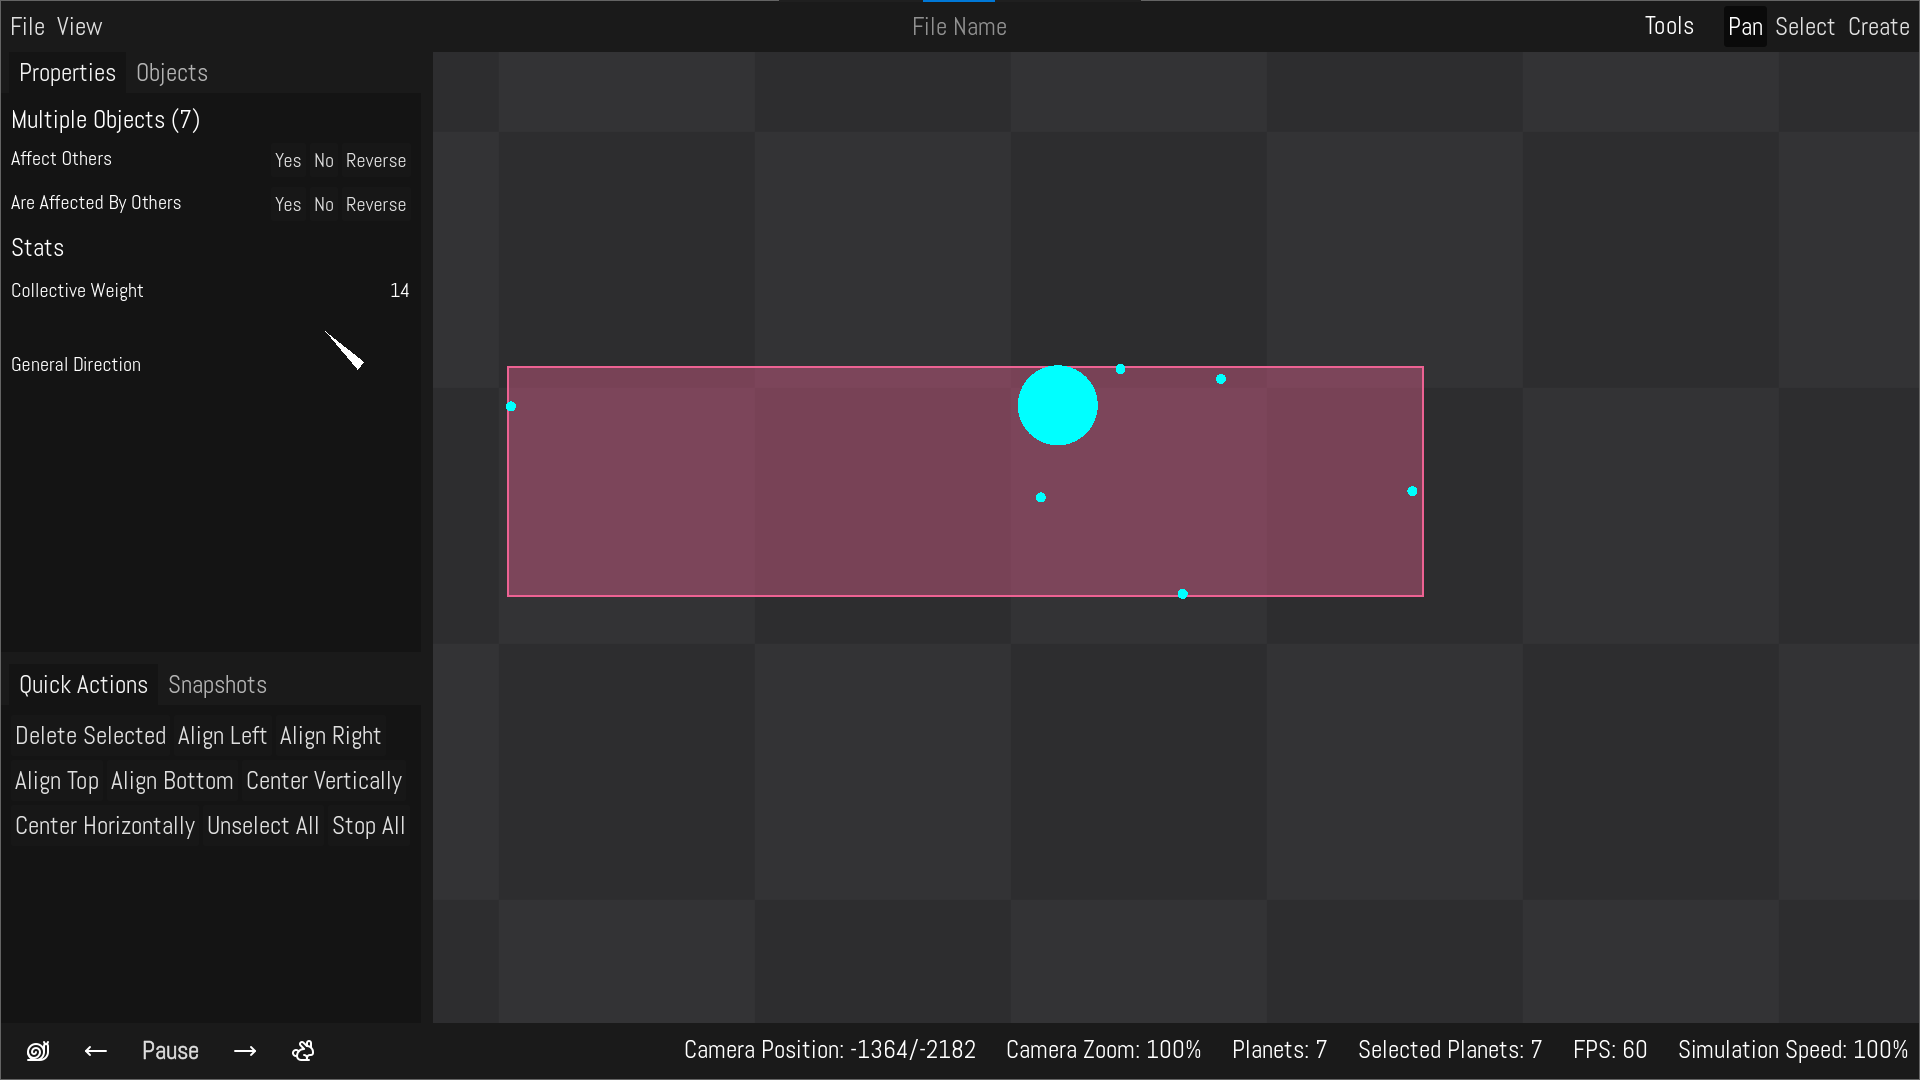 File View File Name Tools Pan Select Create
Properties Objects
Multiple Objects (7)
Affect Others Yes No Reverse
Are Affected By Others Yes No Reverse
Stats
Collective Weight 14
General Direction
Quick Actions Snapshots
Delete Selected Align Left Align Right
Align Top Align Bottom Center Vertically
Center Horizontally Unselect All Stop All
Pause Camera Position: -1364/-2182 Camera Zoom: 100% Planets: 7 Selected Planets: 7 FPS: 60 Simulation Speed: 100%